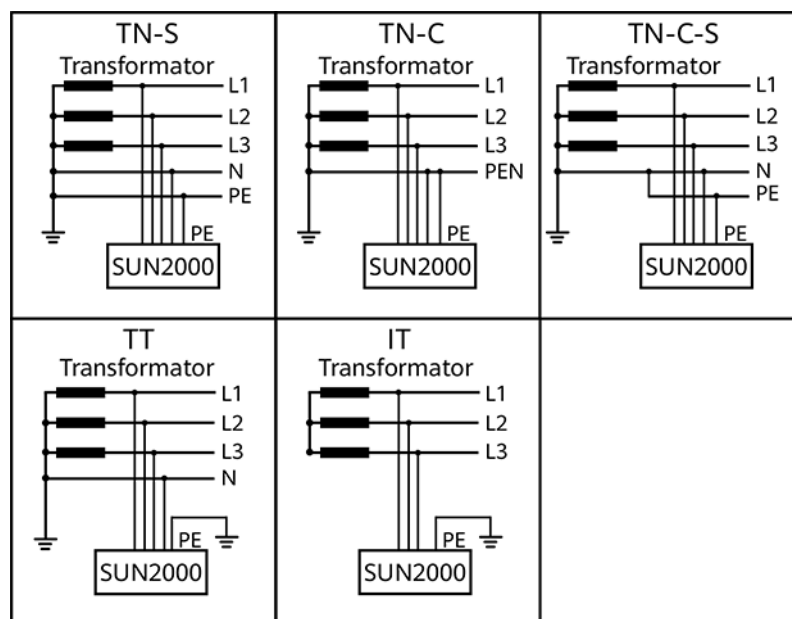 TN-S
Transformator
L1
L2
L3
N
PE
PE
SUN2000
TN-C
Transformator
L1
L2
L3
PEN
PE
SUN2000
TN-C-S
Transformator
L1
L2
L3
N
PE
PE
SUN2000
TT
Transformator
L1
L2
L3
N
PE
SUN2000
IT
Transformator
L1
L2
L3
PE
SUN2000